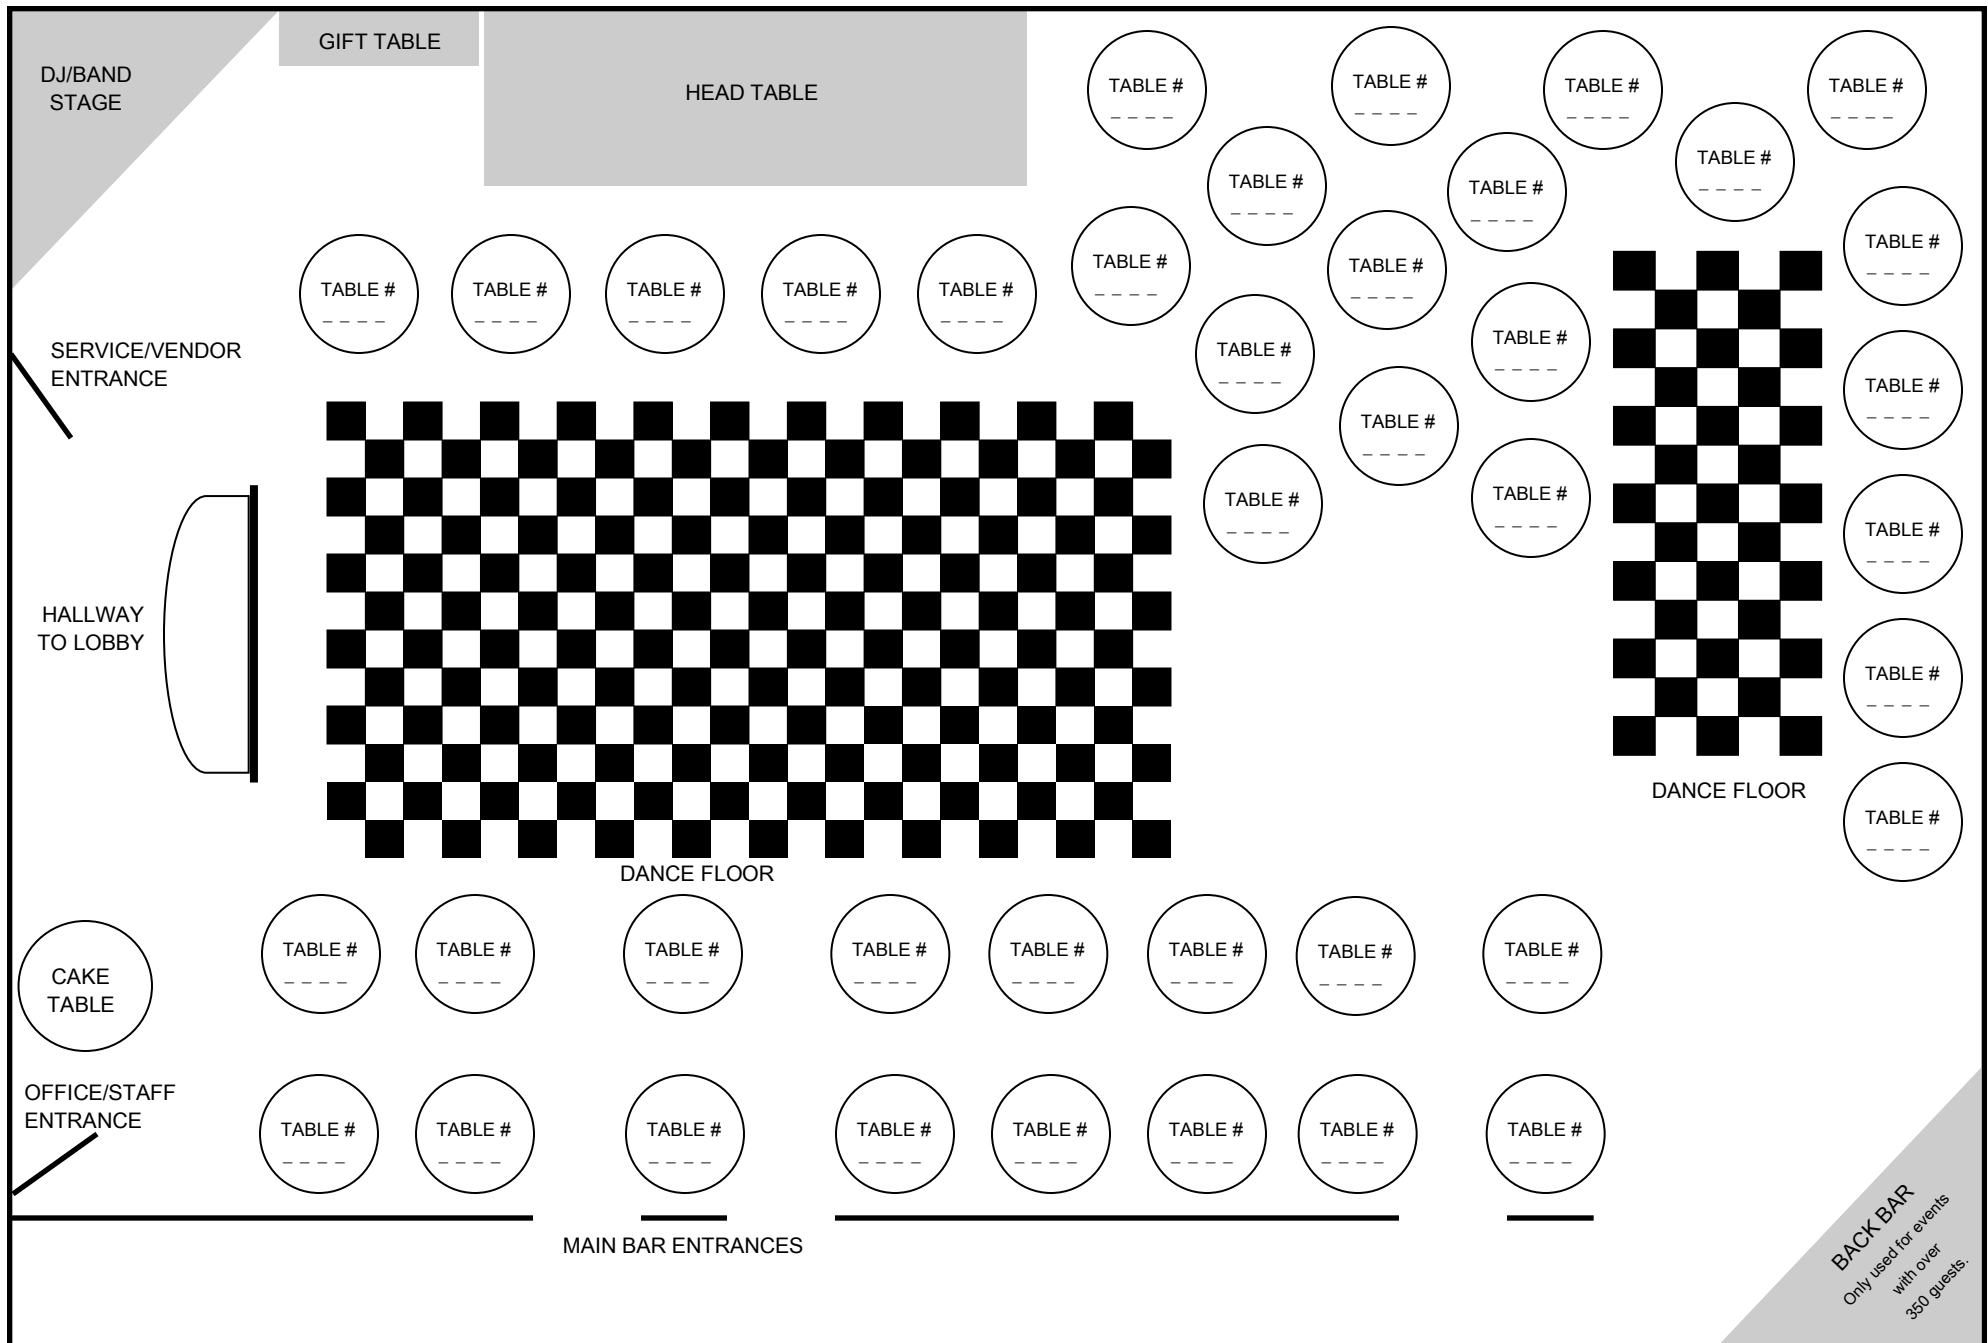 DJ/BAND
STAGE
GIFT TABLE
HEAD TABLE
TABLE #
_ _ _ _
TABLE #
_ _ _ _
TABLE #
_ _ _ _
TABLE #
_ _ _ _
TABLE #
_ _ _ _
TABLE #
_ _ _ _
TABLE #
_ _ _ _
TABLE #
_ _ _ _
TABLE #
_ _ _ _
TABLE #
_ _ _ _
TABLE #
_ _ _ _
TABLE #
_ _ _ _
TABLE #
_ _ _ _
TABLE #
_ _ _ _
TABLE #
_ _ _ _
TABLE #
_ _ _ _
TABLE #
_ _ _ _
SERVICE/VENDOR
ENTRANCE
TABLE #
_ _ _ _
TABLE #
_ _ _ _
TABLE #
_ _ _ _
TABLE #
_ _ _ _
TABLE #
_ _ _ _
TABLE #
_ _ _ _
HALLWAY
TO LOBBY
TABLE #
_ _ _ _
DANCE FLOOR
TABLE #
_ _ _ _
DANCE FLOOR
CAKE
TABLE
TABLE #
_ _ _ _
TABLE #
_ _ _ _
TABLE #
_ _ _ _
TABLE #
_ _ _ _
TABLE #
_ _ _ _
TABLE #
_ _ _ _
TABLE #
_ _ _ _
TABLE #
_ _ _ _
OFFICE/STAFF
ENTRANCE
TABLE #
_ _ _ _
TABLE #
_ _ _ _
TABLE #
_ _ _ _
TABLE #
_ _ _ _
TABLE #
_ _ _ _
TABLE #
_ _ _ _
TABLE #
_ _ _ _
TABLE #
_ _ _ _
MAIN BAR ENTRANCES
BACK BAR
Only used for events
with over
350 guests.